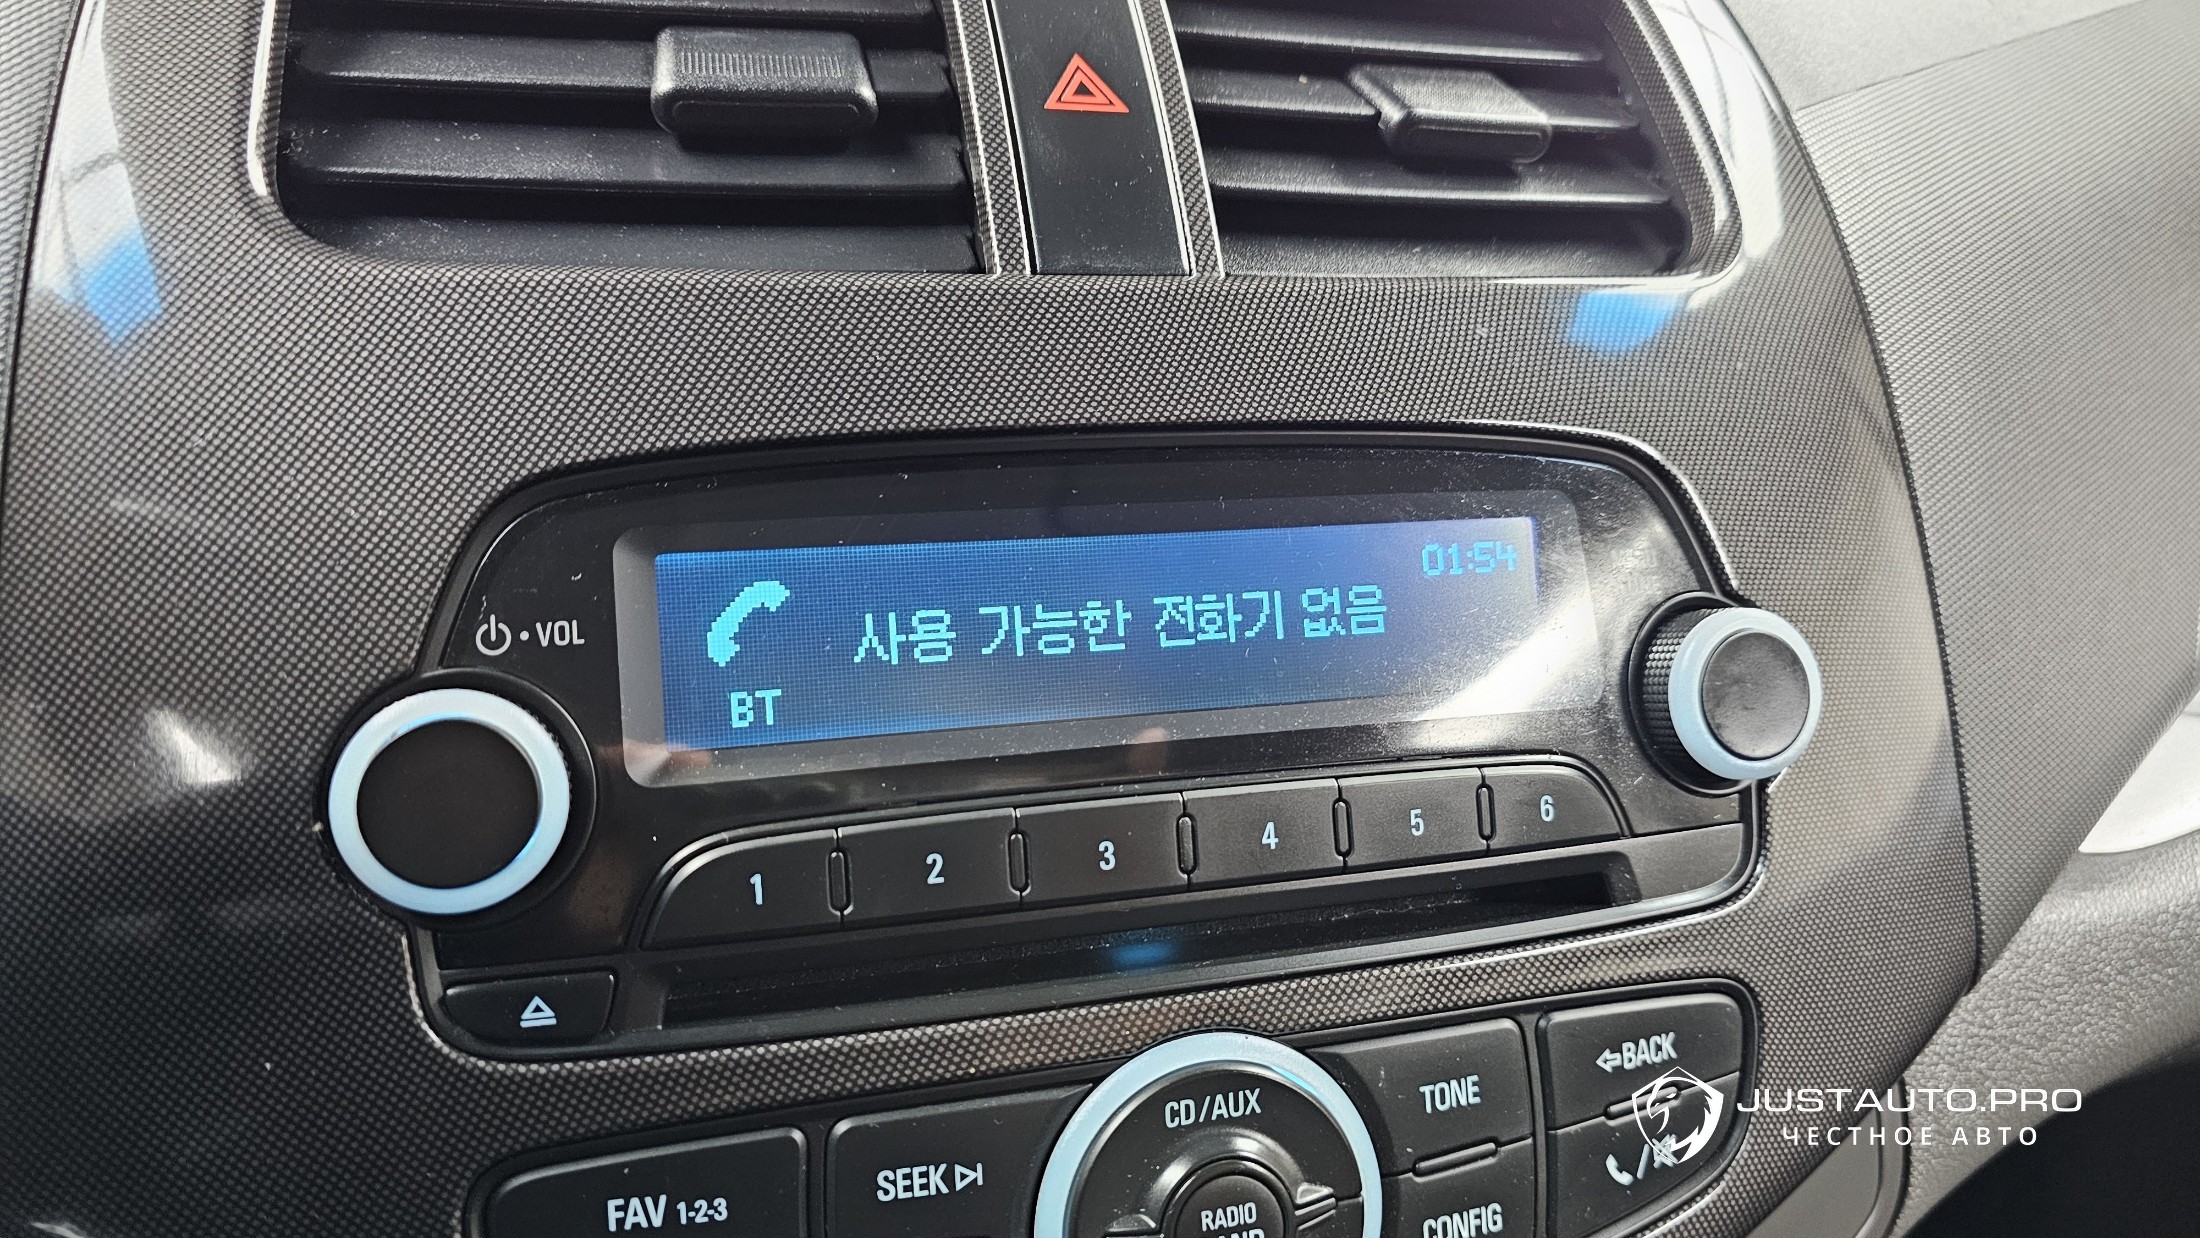 01:54
사용 가능한 전화기 없음
BT
VOL
1 2 3 4 5 6
CD/AUX
TONE
BACK
SEEK
FAV 1-2-3
RADIO
CONFIG
JUSTAUTO.PRO
ЧЕСТНОЕ АВТО